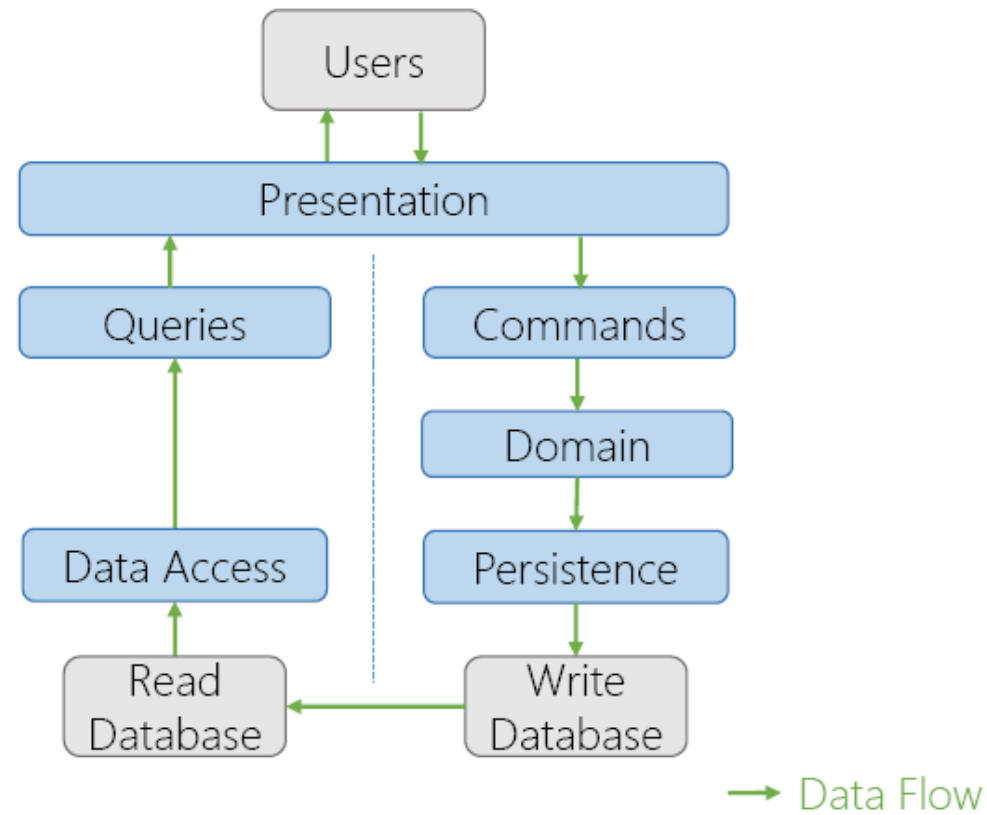 Users
Presentation
Queries
Commands
Domain
Data Access
Persistence
Read
Database
Write
Database
Data Flow